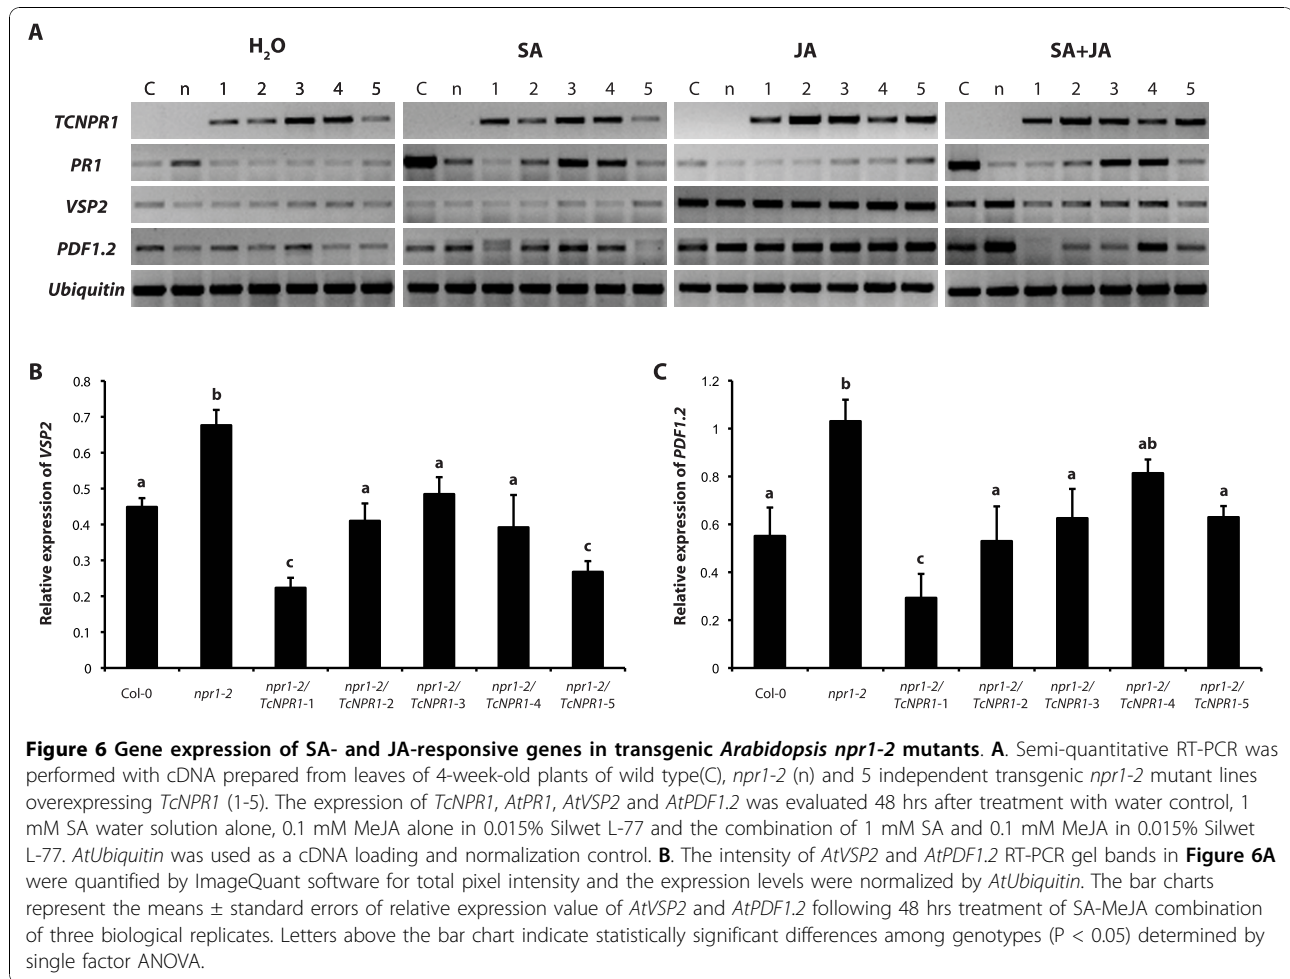 A
H2O SA JA SA+JA
C n 1 2 3 4 5 C n 1 2 3 4 5 C n 1 2 3 4 5 C n 1 2 3 4 5
TCNPR1
PR1
VSP2
PDF1.2
Ubiquitin
B
Relative expression of VSP2
0.8
0.7
0.6
0.5
0.4
0.3
0.2
0.1
0
a b c a a a c
Col-0 npr1-2 npr1-2/ npr1-2/ npr1-2/ npr1-2/ npr1-2/
TcNPR1-1 TcNPR1-2 TcNPR1-3 TcNPR1-4 TcNPR1-5
C
Relative expression of PDF1.2
1.2
1
0.8
0.6
0.4
0.2
0
a b c a a ab a
Col-0 npr1-2 npr1-2/ npr1-2/ npr1-2/ npr1-2/ npr1-2/
TcNPR1-1 TcNPR1-2 TcNPR1-3 TcNPR1-4 TcNPR1-5
Figure 6 Gene expression of SA- and JA-responsive genes in transgenic Arabidopsis npr1-2 mutants. A. Semi-quantitative RT-PCR was
performed with cDNA prepared from leaves of 4-week-old plants of wild type(C), npr1-2 (n) and 5 independent transgenic npr1-2 mutant lines
overexpressing TcNPR1 (1-5). The expression of TcNPR1, AtPR1, AtVSP2 and AtPDF1.2 was evaluated 48 hrs after treatment with water control, 1
mM SA water solution alone, 0.1 mM MeJA alone in 0.015% Silwet L-77 and the combination of 1 mM SA and 0.1 mM MeJA in 0.015% Silwet
L-77. AtUbiquitin was used as a cDNA loading and normalization control. B. The intensity of AtVSP2 and AtPDF1.2 RT-PCR gel bands in Figure 6A
were quantified by ImageQuant software for total pixel intensity and the expression levels were normalized by AtUbiquitin. The bar charts
represent the means ± standard errors of relative expression value of AtVSP2 and AtPDF1.2 following 48 hrs treatment of SA-MeJA combination
of three biological replicates. Letters above the bar chart indicate statistically significant differences among genotypes (P < 0.05) determined by
single factor ANOVA.